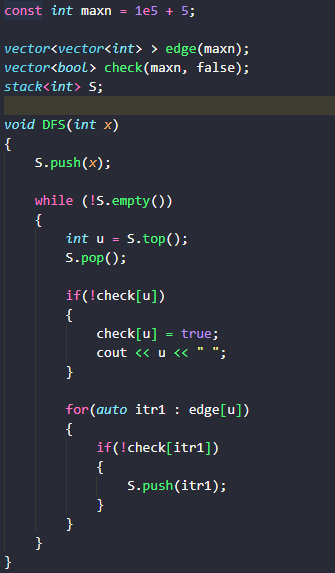 const int maxn = 1e5 + 5;

vector<vector<int> > edge(maxn);
vector<bool> check(maxn, false);
stack<int> S;

void DFS(int x)
{
    S.push(x);

    while (!S.empty())
    {
        int u = S.top();
        S.pop();

        if(!check[u])
        {
            check[u] = true;
            cout << u << " ";
        }

        for(auto itr1 : edge[u])
        {
            if(!check[itr1])
            {
                S.push(itr1);
            }
        }
    }
}